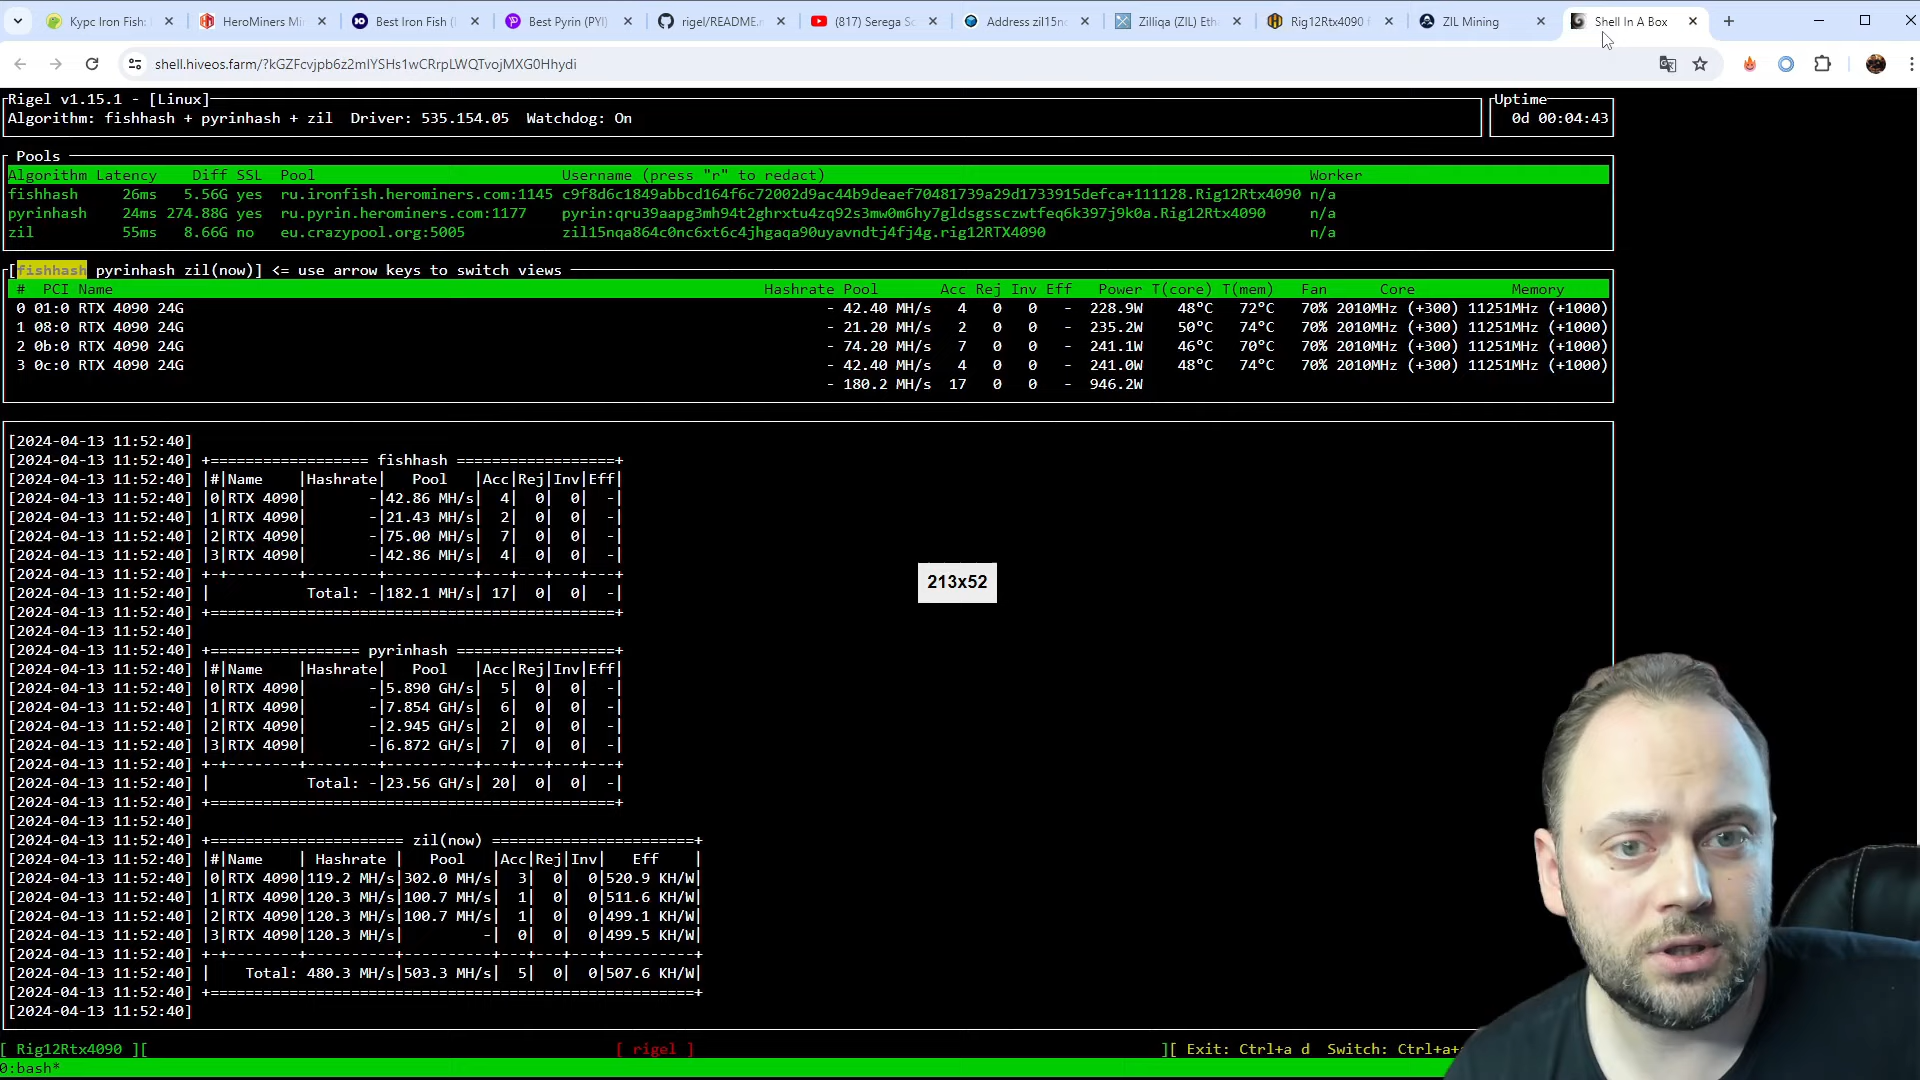 Курс Iron Fish:
HeroMiners Mi
Best Iron Fish (
Best Pyrin (PYI)
rigel/README.
(817) Serega Sc
Address zil15n
Zilliqa (ZIL) Eth
Rig12Rtx4090 f
ZIL Mining
Shell In A Box
shell.hiveos.farm/?kGZFcvjpb6z2mIYSHs1wCRrpLWQTvojMXG0Hhydi
Rigel v1.15.1 - [Linux]
Uptime
Algorithm: fishhash + pyrinhash + zil Driver: 535.154.05 Watchdog: On
0d 00:04:43
Pools
Algorithm Latency Diff SSL Pool Username (press "r" to redact) Worker
fishhash 26ms 5.56G yes ru.ironfish.herominers.com:1145 c9f8d6c1849abbcd164f6c72002d9ac44b9deaef70481739a29d1733915defca+111128.Rig12Rtx4090 n/a
pyrinhash 24ms 274.88G yes ru.pyrin.herominers.com:1177 pyrin:qru39aapg3mh94t2ghrxtu4zq92s3mw0m6hy7gldsgssczwtfeq6k397j9k0a.Rig12Rtx4090 n/a
zil 55ms 8.66G no eu.crazypool.org:5005 zil15nqa864c0nc6xt6c4jhgaqa90uyavndtj4fj4g.rig12RTX4090 n/a
[fishhash pyrinhash zil(now)] <= use arrow keys to switch views
# PCI Name Hashrate Pool Acc Rej Inv Eff Power T(core) T(mem) Fan Core Memory
0 01:0 RTX 4090 24G - 42.40 MH/s 4 0 0 - 228.9W 48°C 72°C 70% 2010MHz (+300) 11251MHz (+1000)
1 08:0 RTX 4090 24G - 21.20 MH/s 2 0 0 - 235.2W 50°C 74°C 70% 2010MHz (+300) 11251MHz (+1000)
2 0b:0 RTX 4090 24G - 74.20 MH/s 7 0 0 - 241.1W 46°C 70°C 70% 2010MHz (+300) 11251MHz (+1000)
3 0c:0 RTX 4090 24G - 42.40 MH/s 4 0 0 - 241.0W 48°C 74°C 70% 2010MHz (+300) 11251MHz (+1000)
- 180.2 MH/s 17 0 0 - 946.2W
[2024-04-13 11:52:40]
[2024-04-13 11:52:40] +================== fishhash ==================+
[2024-04-13 11:52:40] |#|Name |Hashrate| Pool |Acc|Rej|Inv|Eff|
[2024-04-13 11:52:40] |0|RTX 4090| -|42.86 MH/s| 4| 0| 0| -|
[2024-04-13 11:52:40] |1|RTX 4090| -|21.43 MH/s| 2| 0| 0| -|
[2024-04-13 11:52:40] |2|RTX 4090| -|75.00 MH/s| 7| 0| 0| -|
[2024-04-13 11:52:40] |3|RTX 4090| -|42.86 MH/s| 4| 0| 0| -|
[2024-04-13 11:52:40] +-+--------+--------+----------+---+---+---+---+
[2024-04-13 11:52:40] | Total: -|182.1 MH/s| 17| 0| 0| -|
[2024-04-13 11:52:40] +==============================================+
[2024-04-13 11:52:40]
[2024-04-13 11:52:40] +================= pyrinhash ==================+
[2024-04-13 11:52:40] |#|Name |Hashrate| Pool |Acc|Rej|Inv|Eff|
[2024-04-13 11:52:40] |0|RTX 4090| -|5.890 GH/s| 5| 0| 0| -|
[2024-04-13 11:52:40] |1|RTX 4090| -|7.854 GH/s| 6| 0| 0| -|
[2024-04-13 11:52:40] |2|RTX 4090| -|2.945 GH/s| 2| 0| 0| -|
[2024-04-13 11:52:40] |3|RTX 4090| -|6.872 GH/s| 7| 0| 0| -|
[2024-04-13 11:52:40] +-+--------+--------+----------+---+---+---+---+
[2024-04-13 11:52:40] | Total: -|23.56 GH/s| 20| 0| 0| -|
[2024-04-13 11:52:40] +==============================================+
[2024-04-13 11:52:40]
[2024-04-13 11:52:40] +====================== zil(now) =======================+
[2024-04-13 11:52:40] |#|Name | Hashrate | Pool |Acc|Rej|Inv| Eff |
[2024-04-13 11:52:40] |0|RTX 4090|119.2 MH/s|302.0 MH/s| 3| 0| 0|520.9 KH/W|
[2024-04-13 11:52:40] |1|RTX 4090|120.3 MH/s|100.7 MH/s| 1| 0| 0|511.6 KH/W|
[2024-04-13 11:52:40] |2|RTX 4090|120.3 MH/s|100.7 MH/s| 1| 0| 0|499.1 KH/W|
[2024-04-13 11:52:40] |3|RTX 4090|120.3 MH/s| -| 0| 0| 0|499.5 KH/W|
[2024-04-13 11:52:40] +-+--------+----------+----------+---+---+---+----------+
[2024-04-13 11:52:40] | Total: 480.3 MH/s|503.3 MH/s| 5| 0| 0|507.6 KH/W|
[2024-04-13 11:52:40] +=======================================================+
[2024-04-13 11:52:40]
213x52
[ Rig12Rtx4090 ][ [ rigel ] ][ Exit: Ctrl+a d Switch: Ctrl+a+
0:bash*